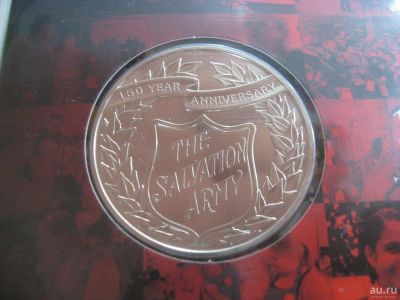 150 YEAR ANNIVERSARY
THE
SALVATION
ARMY
au.ru